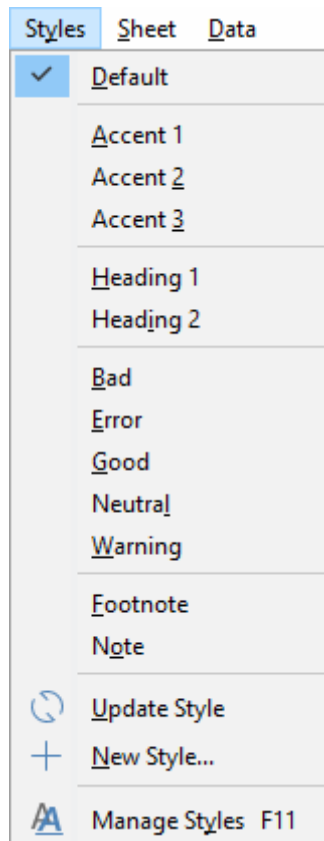 Styles Sheet Data
Default
Accent 1
Accent 2
Accent 3
Heading 1
Heading 2
Bad
Error
Good
Neutral
Warning
Footnote
Note
Update Style
New Style...
Manage Styles F11